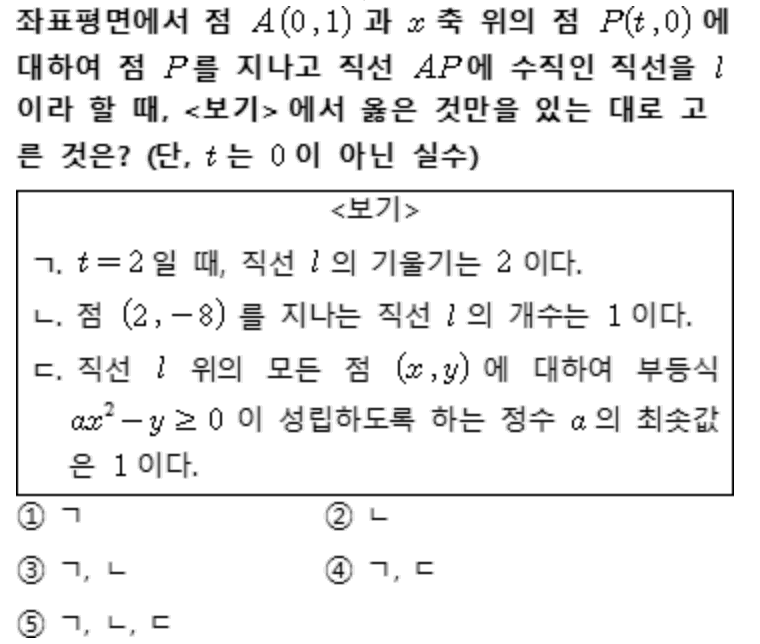 좌표평면에서 점 A(0,1)과 x축 위의 점 P(t,0)에
대하여 점 P를 지나고 직선 AP에 수직인 직선을 l
이라 할 때, <보기>에서 옳은 것만을 있는 대로 고
른 것은? (단, t는 0이 아닌 실수)
<보기>
ㄱ. t=2일 때, 직선 l의 기울기는 2이다.
ㄴ. 점 (2,-8)를 지나는 직선 l의 개수는 1이다.
ㄷ. 직선 l 위의 모든 점 (x,y)에 대하여 부등식
ax²-y≥0이 성립하도록 하는 정수 a의 최솟값
은 1이다.
① ㄱ ② ㄴ
③ ㄱ, ㄴ ④ ㄱ, ㄷ
⑤ ㄱ, ㄴ, ㄷ